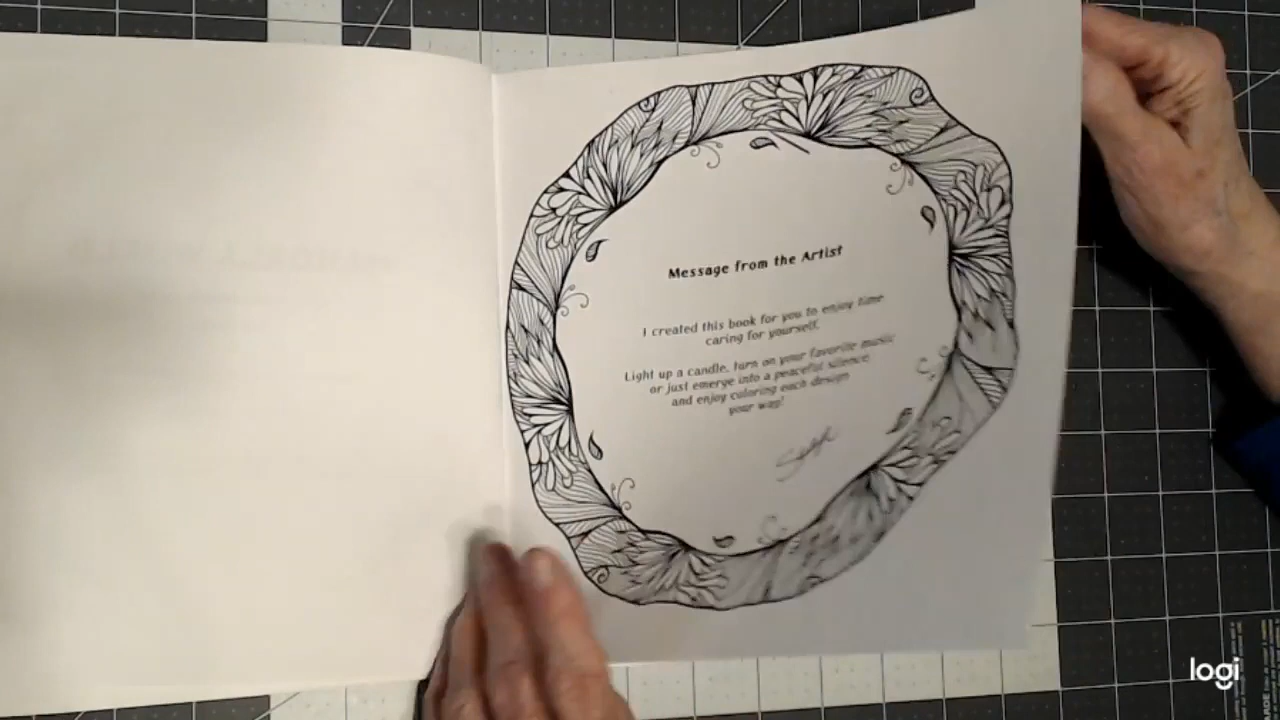 Message from the Artist
I created this book for you to enjoy time
caring for yourself.
Light up a candle, turn on your favorite music
or just emerge into a peaceful silence
and enjoy coloring each design
your way!
logi